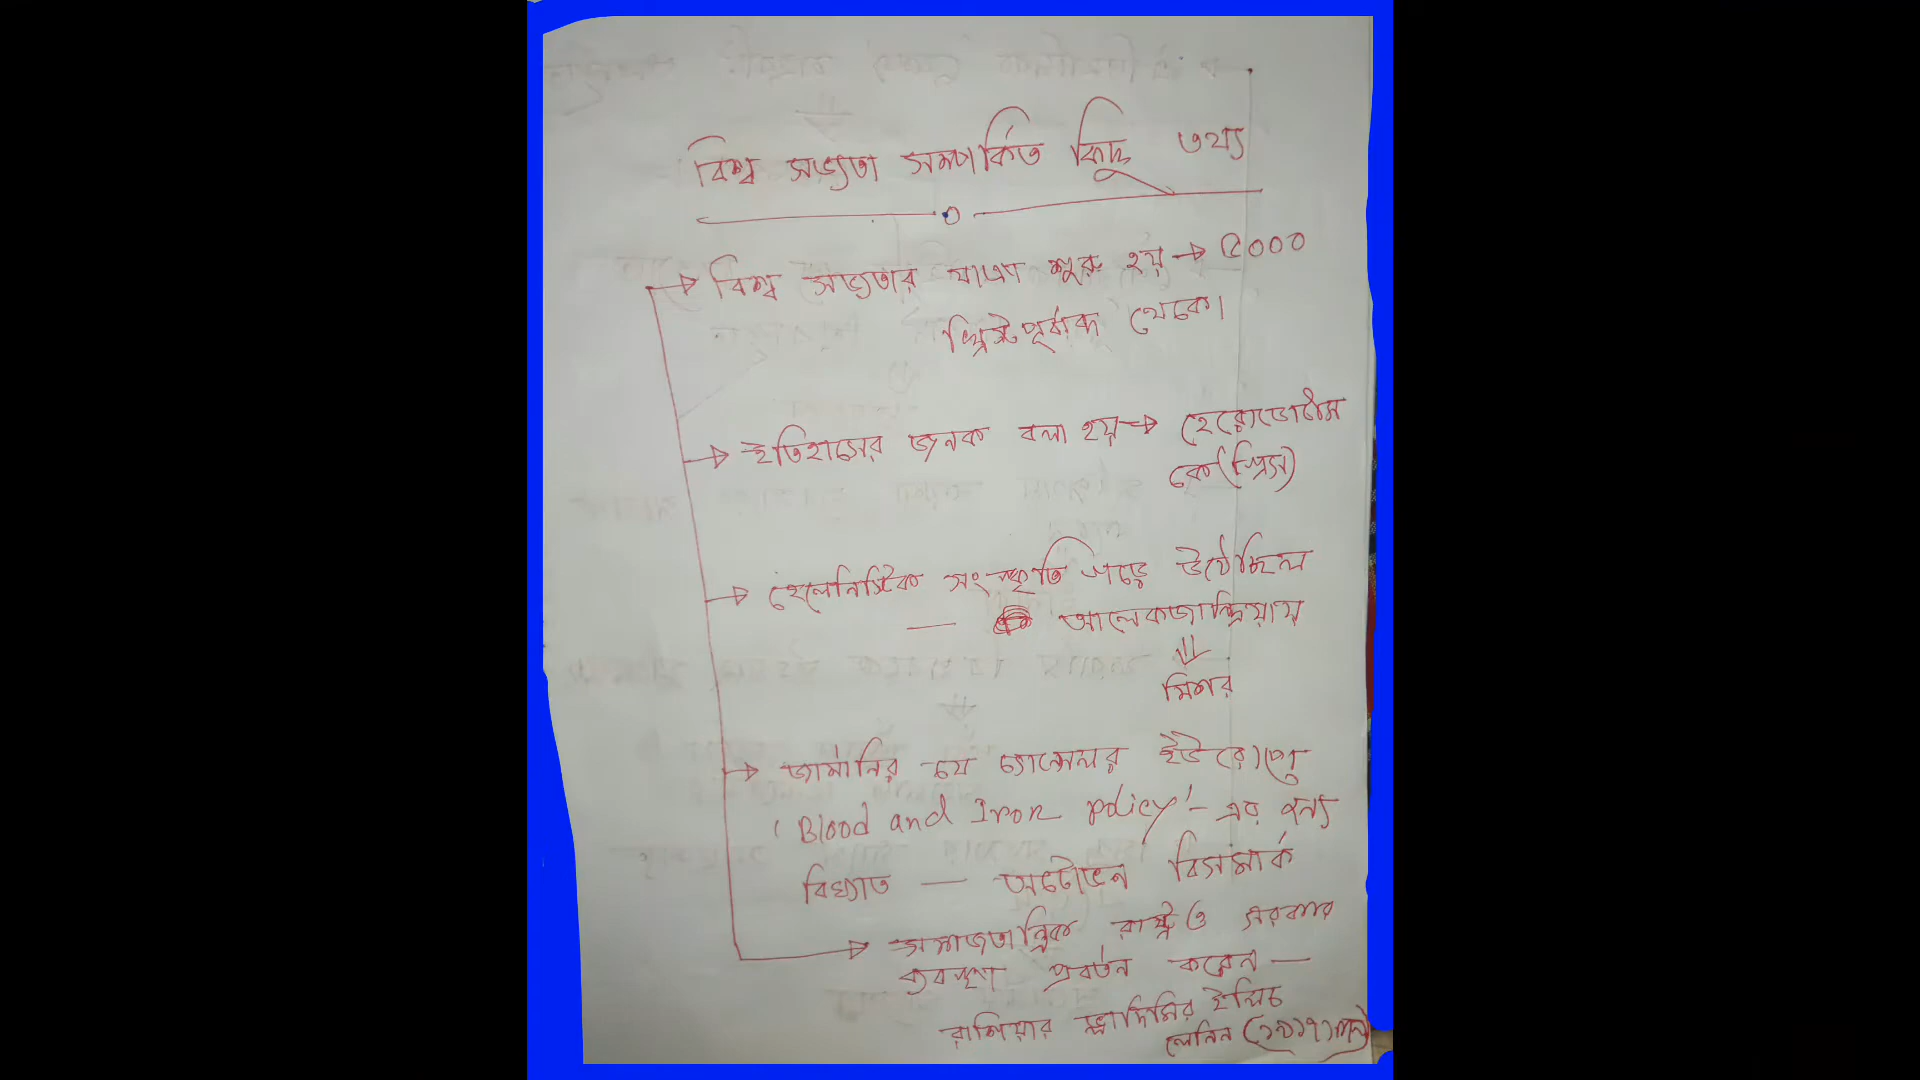 বিশ্ব সভ্যতা সম্পর্কিত কিছু তথ্য
বিশ্ব সভ্যতার যাত্রা শুরু হয় → ৫০০০
খ্রিস্টপূর্বাব্দ থেকে।
ইতিহাসের জনক বলা হয় → হেরোডোটাস
কে (গ্রিস)
হেলেনিস্টিক সংস্কৃতি গড়ে উঠেছিল
— আলেকজান্দ্রিয়ায়
মিশর
জার্মানির যে চ্যান্সেলর ইউরোপে
'Blood and Iron policy'- এর জন্য
বিখ্যাত — অটোভন বিসমার্ক
সমাজতান্ত্রিক রাষ্ট্র ও সরকার
ব্যবস্থা প্রবর্তন করেন —
রাশিয়ার ভ্লাদিমির ইলিচ
লেনিন (১৯১৭ সালে)